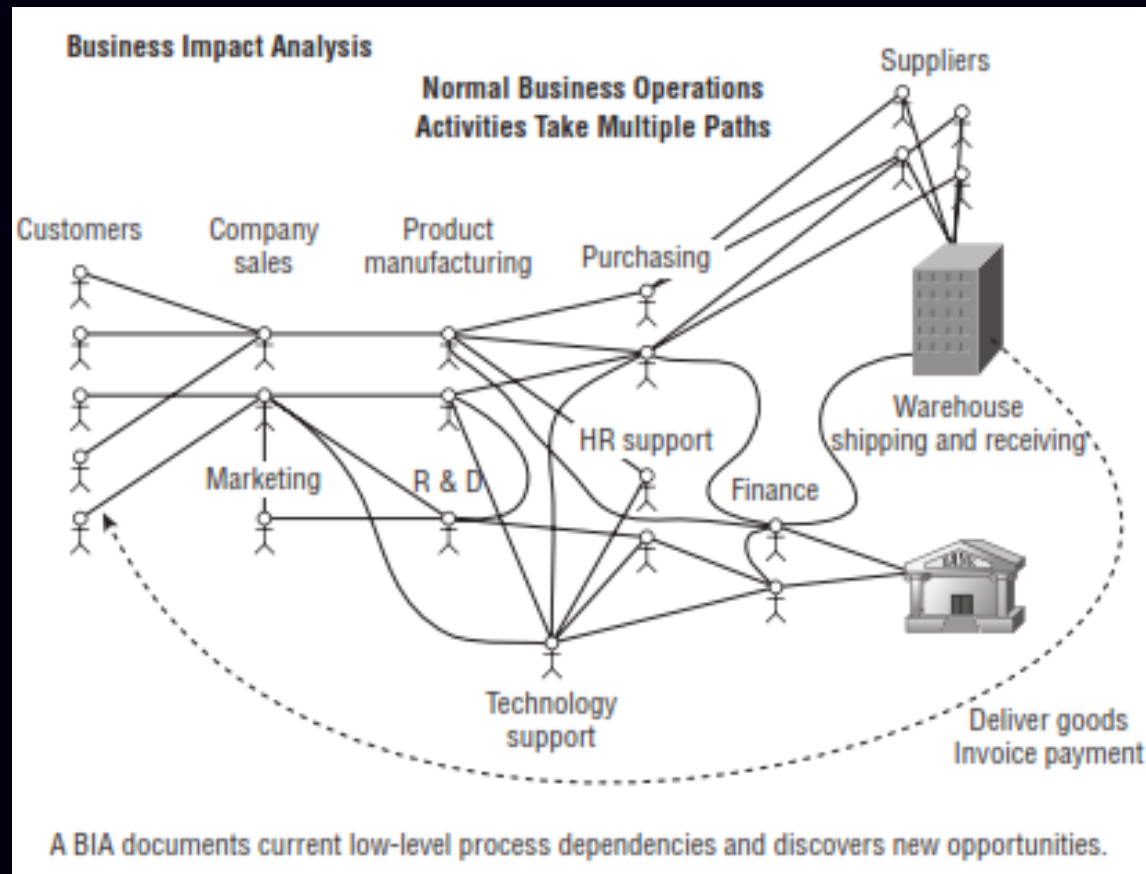 Business Impact Analysis
Normal Business Operations
Activities Take Multiple Paths
Suppliers
Customers
Company
sales
Product
manufacturing
Purchasing
Warehouse
shipping and receiving
HR support
Marketing
R & D
Finance
Technology
support
Deliver goods
Invoice payment
A BIA documents current low-level process dependencies and discovers new opportunities.